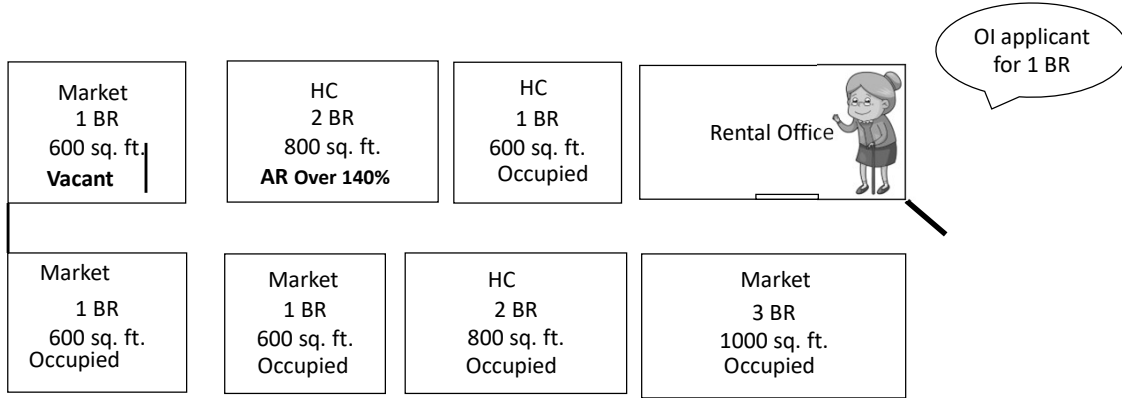 OI applicant
for 1 BR
Market
1 BR
600 sq. ft.
Vacant
HC
2 BR
800 sq. ft.
AR Over 140%
HC
1 BR
600 sq. ft.
Occupied
Rental Office
Market
1 BR
600 sq. ft.
Occupied
Market
1 BR
600 sq. ft.
Occupied
HC
2 BR
800 sq. ft.
Occupied
Market
3 BR
1000 sq. ft.
Occupied